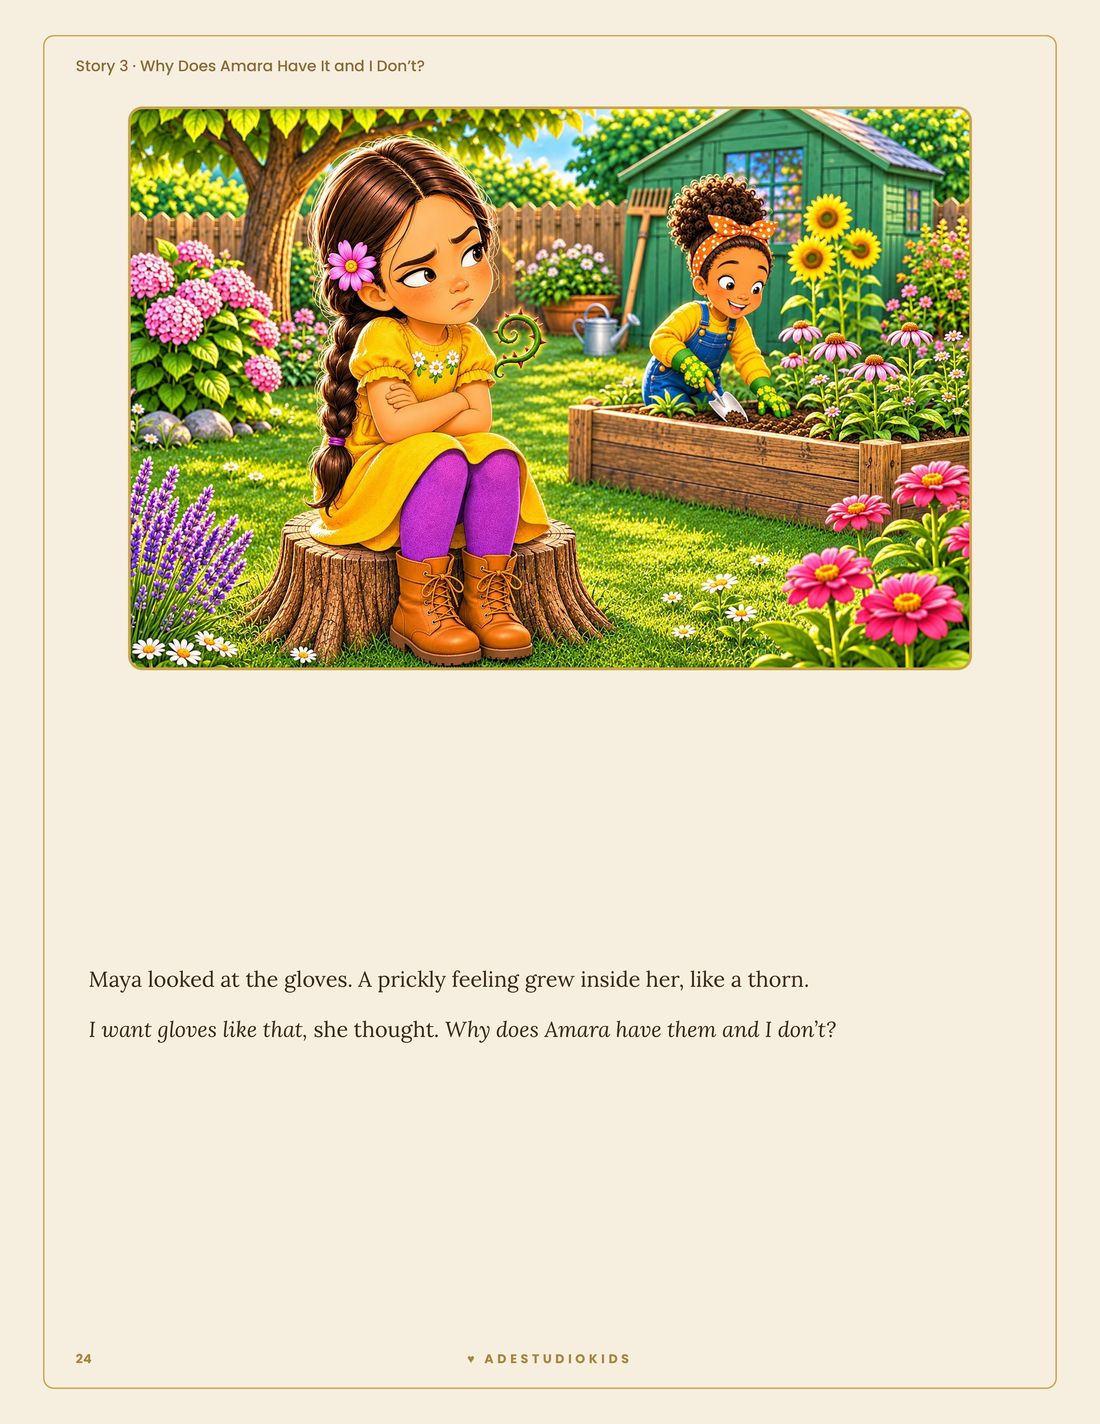 Story 3 · Why Does Amara Have It and I Don’t?
Maya looked at the gloves. A prickly feeling grew inside her, like a thorn.
I want gloves like that, she thought. Why does Amara have them and I don’t?
24
♥ ADESTUDIOKIDS